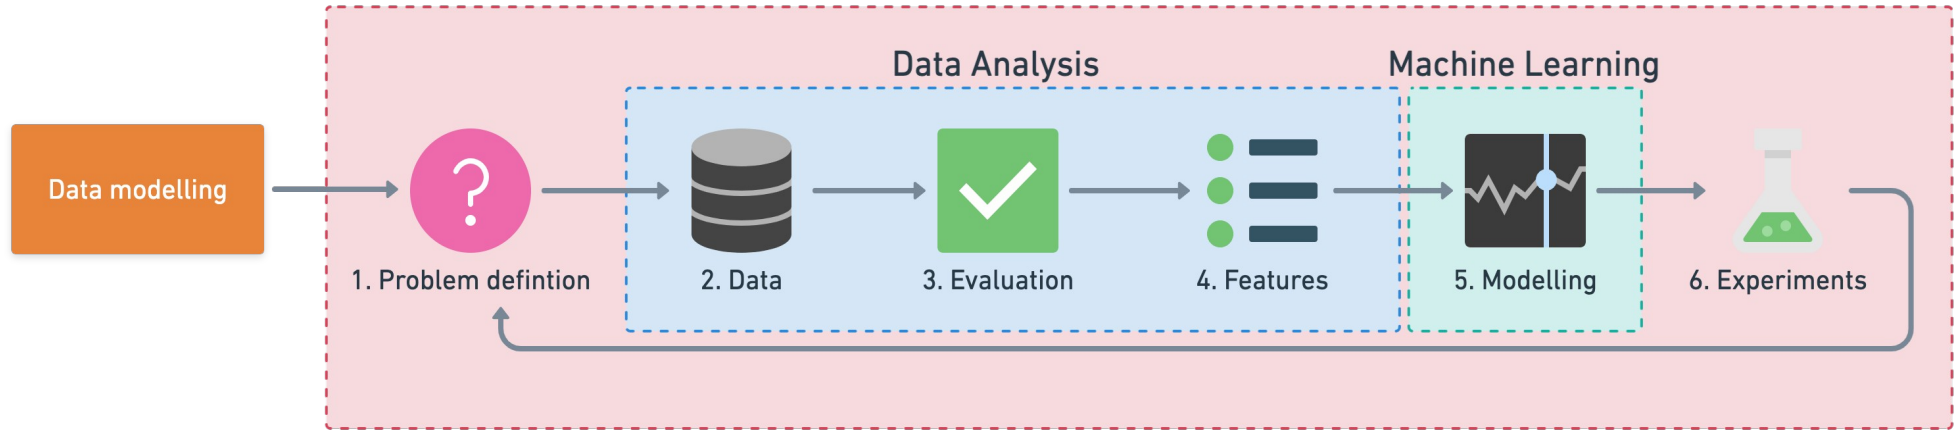 Data Analysis
Machine Learning
Data modelling
?
1. Problem defintion
2. Data
3. Evaluation
4. Features
5. Modelling
6. Experiments